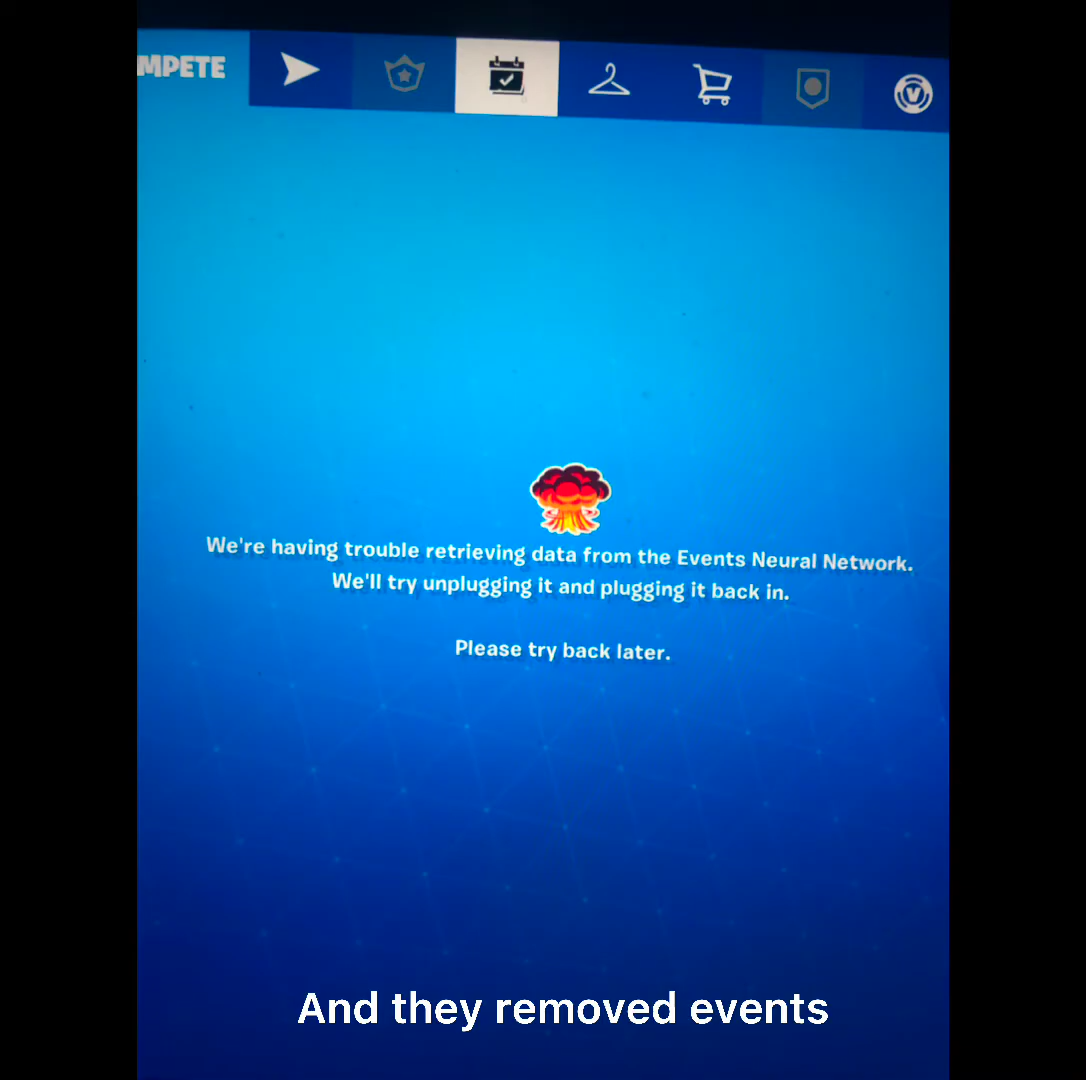 MPETE
We're having trouble retrieving data from the Events Neural Network.
We'll try unplugging it and plugging it back in.
Please try back later.
And they removed events